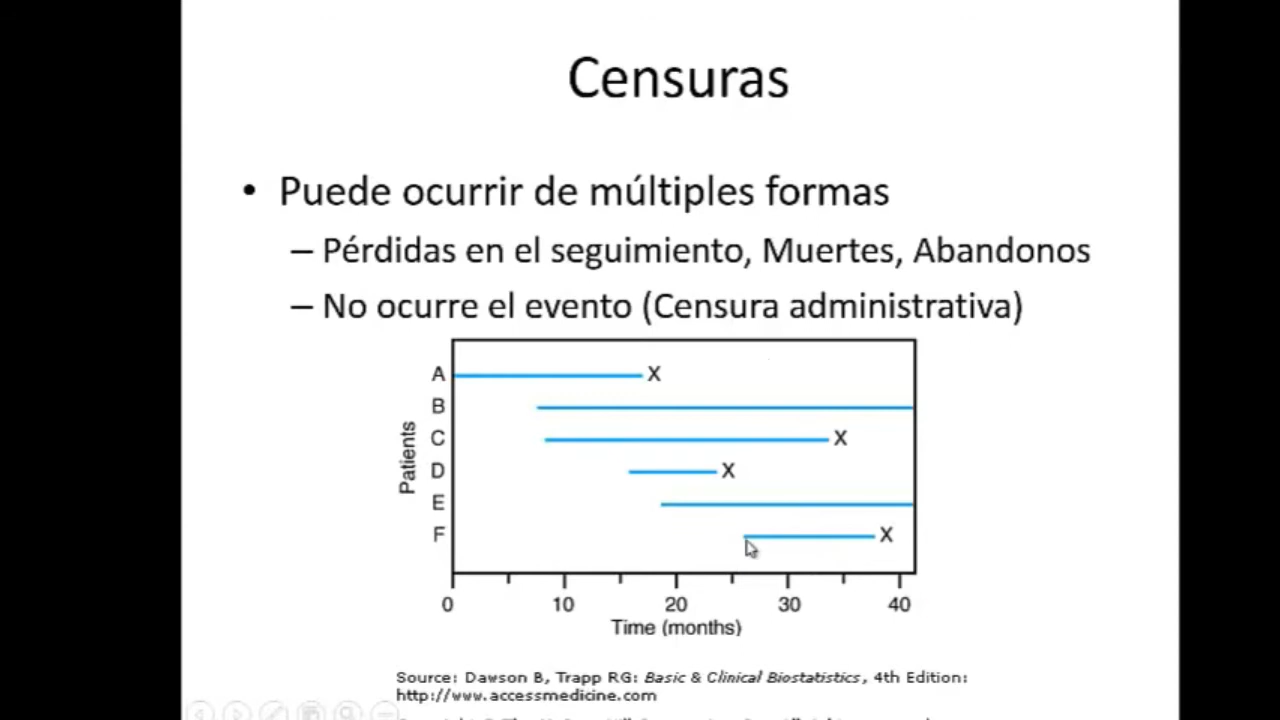 Censuras
• Puede ocurrir de múltiples formas
– Pérdidas en el seguimiento, Muertes, Abandonos
– No ocurre el evento (Censura administrativa)
A X
B
C X
D X
E
F X
Patients
0 10 20 30 40
Time (months)
Source: Dawson B, Trapp RG: Basic & Clinical Biostatistics, 4th Edition:
http://www.accessmedicine.com